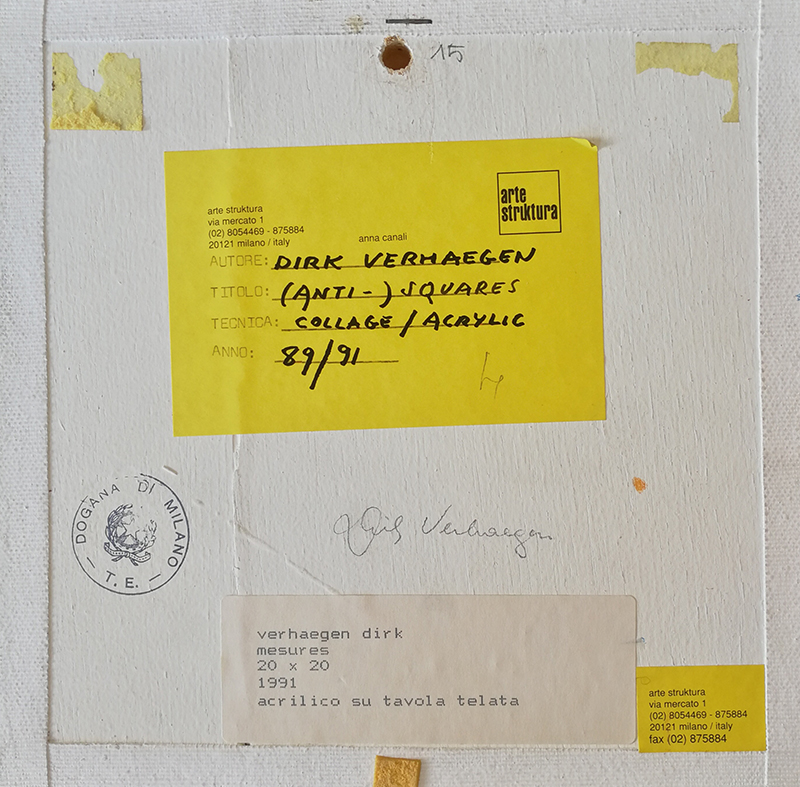 15
arte
struktura
arte struktura
via mercato 1
(02) 8054469 - 875884
20121 milano / italy
anna canali
AUTORE: DIRK VERHAEGEN
TITOLO: (ANTI-) SQUARES
TECNICA: COLLAGE / ACRYLIC
ANNO: 89/91
DOGANA DI MILANO
- T.E. -
Dirk Verhaegen
verhaegen dirk
mesures
20 x 20
1991
acrilico su tavola telata
arte struktura
via mercato 1
(02) 8054469 - 875884
20121 milano / italy
fax (02) 875884